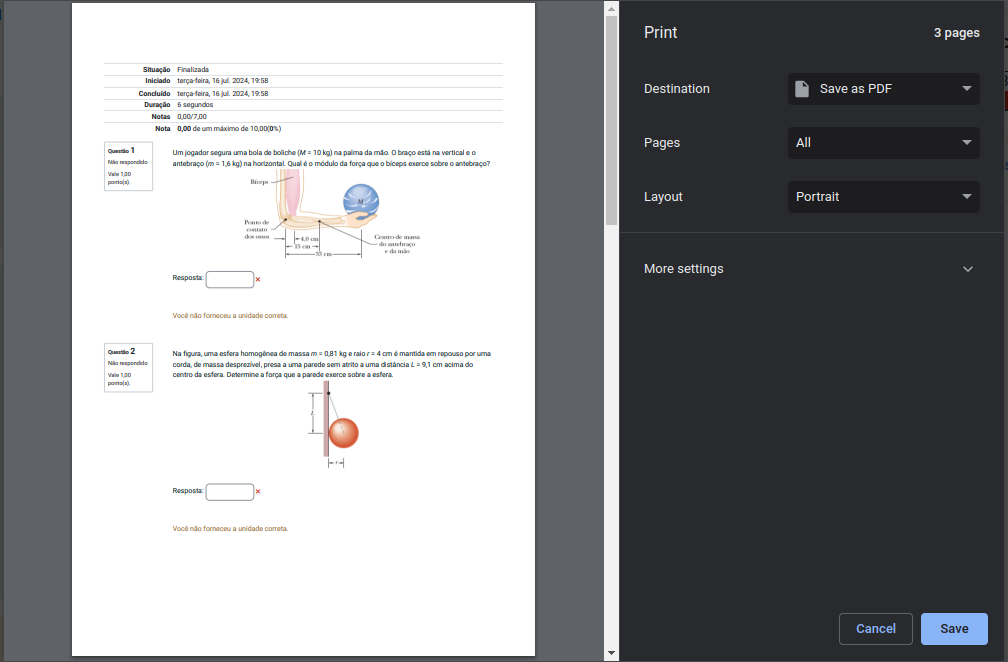 Situação Finalizada
Iniciado terça-feira, 16 jul. 2024, 19:58
Concluído terça-feira, 16 jul. 2024, 19:58
Duração 6 segundos
Notas 0,00/7,00
Nota 0,00 de um máximo de 10,00(0%)
Questão 1
Não respondido
Vale 1,00
ponto(s).
Um jogador segura uma bola de boliche (M = 10 kg) na palma da mão. O braço está na vertical e o
antebraço (m = 1,6 kg) na horizontal. Qual é o módulo da força que o bíceps exerce sobre o antebraço?
Bíceps
M
Ponto de
contato
dos ossos
4,0 cm
15 cm
33 cm
Centro de massa
do antebraço
e da mão
Resposta:
Você não forneceu a unidade correta.
Questão 2
Não respondido
Vale 1,00
ponto(s).
Na figura, uma esfera homogênea de massa m = 0,81 kg e raio r = 4 cm é mantida em repouso por uma
corda, de massa desprezível, presa a uma parede sem atrito a uma distância L = 9,1 cm acima do
centro da esfera. Determine a força que a parede exerce sobre a esfera.
L
r
Resposta:
Você não forneceu a unidade correta.
Print
3 pages
Destination
Save as PDF
Pages
All
Layout
Portrait
More settings
Cancel
Save